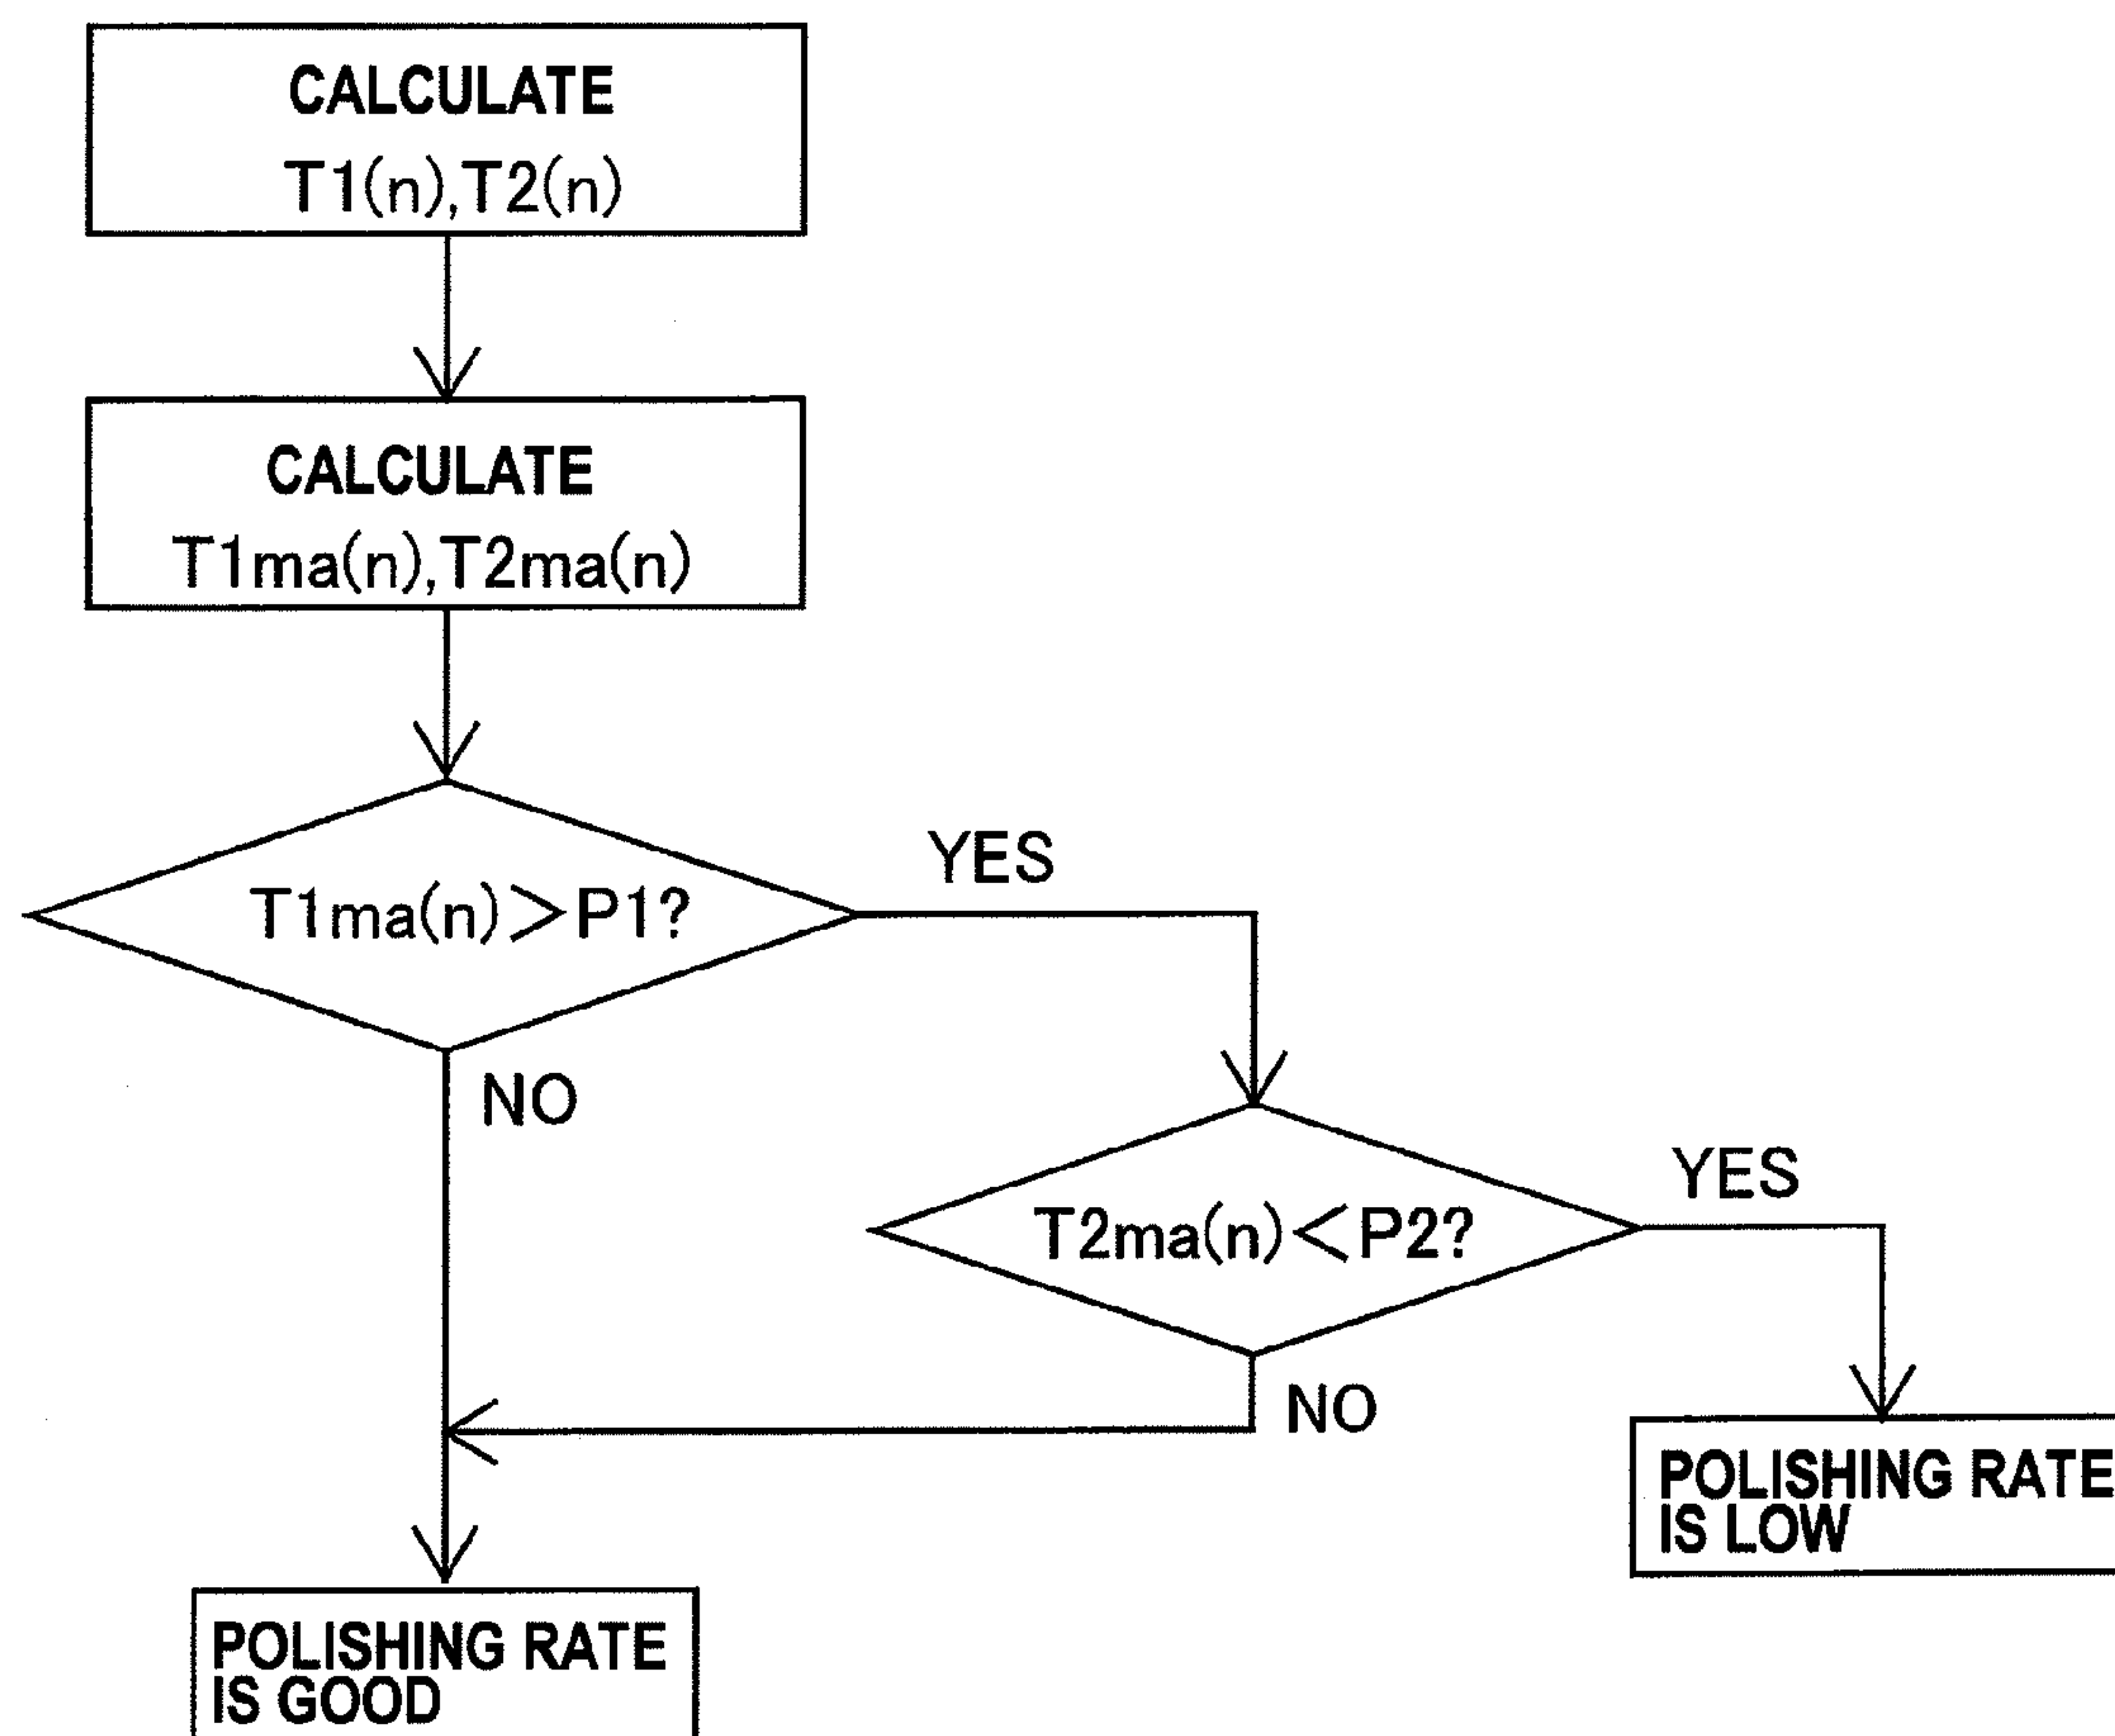 CALCULATE
T1(n),T2(n)
CALCULATE
T1ma(n),T2ma(n)
T1ma(n)>P1?
YES
NO
T2ma(n)<P2?
YES
NO
POLISHING RATE
IS LOW
POLISHING RATE
IS GOOD